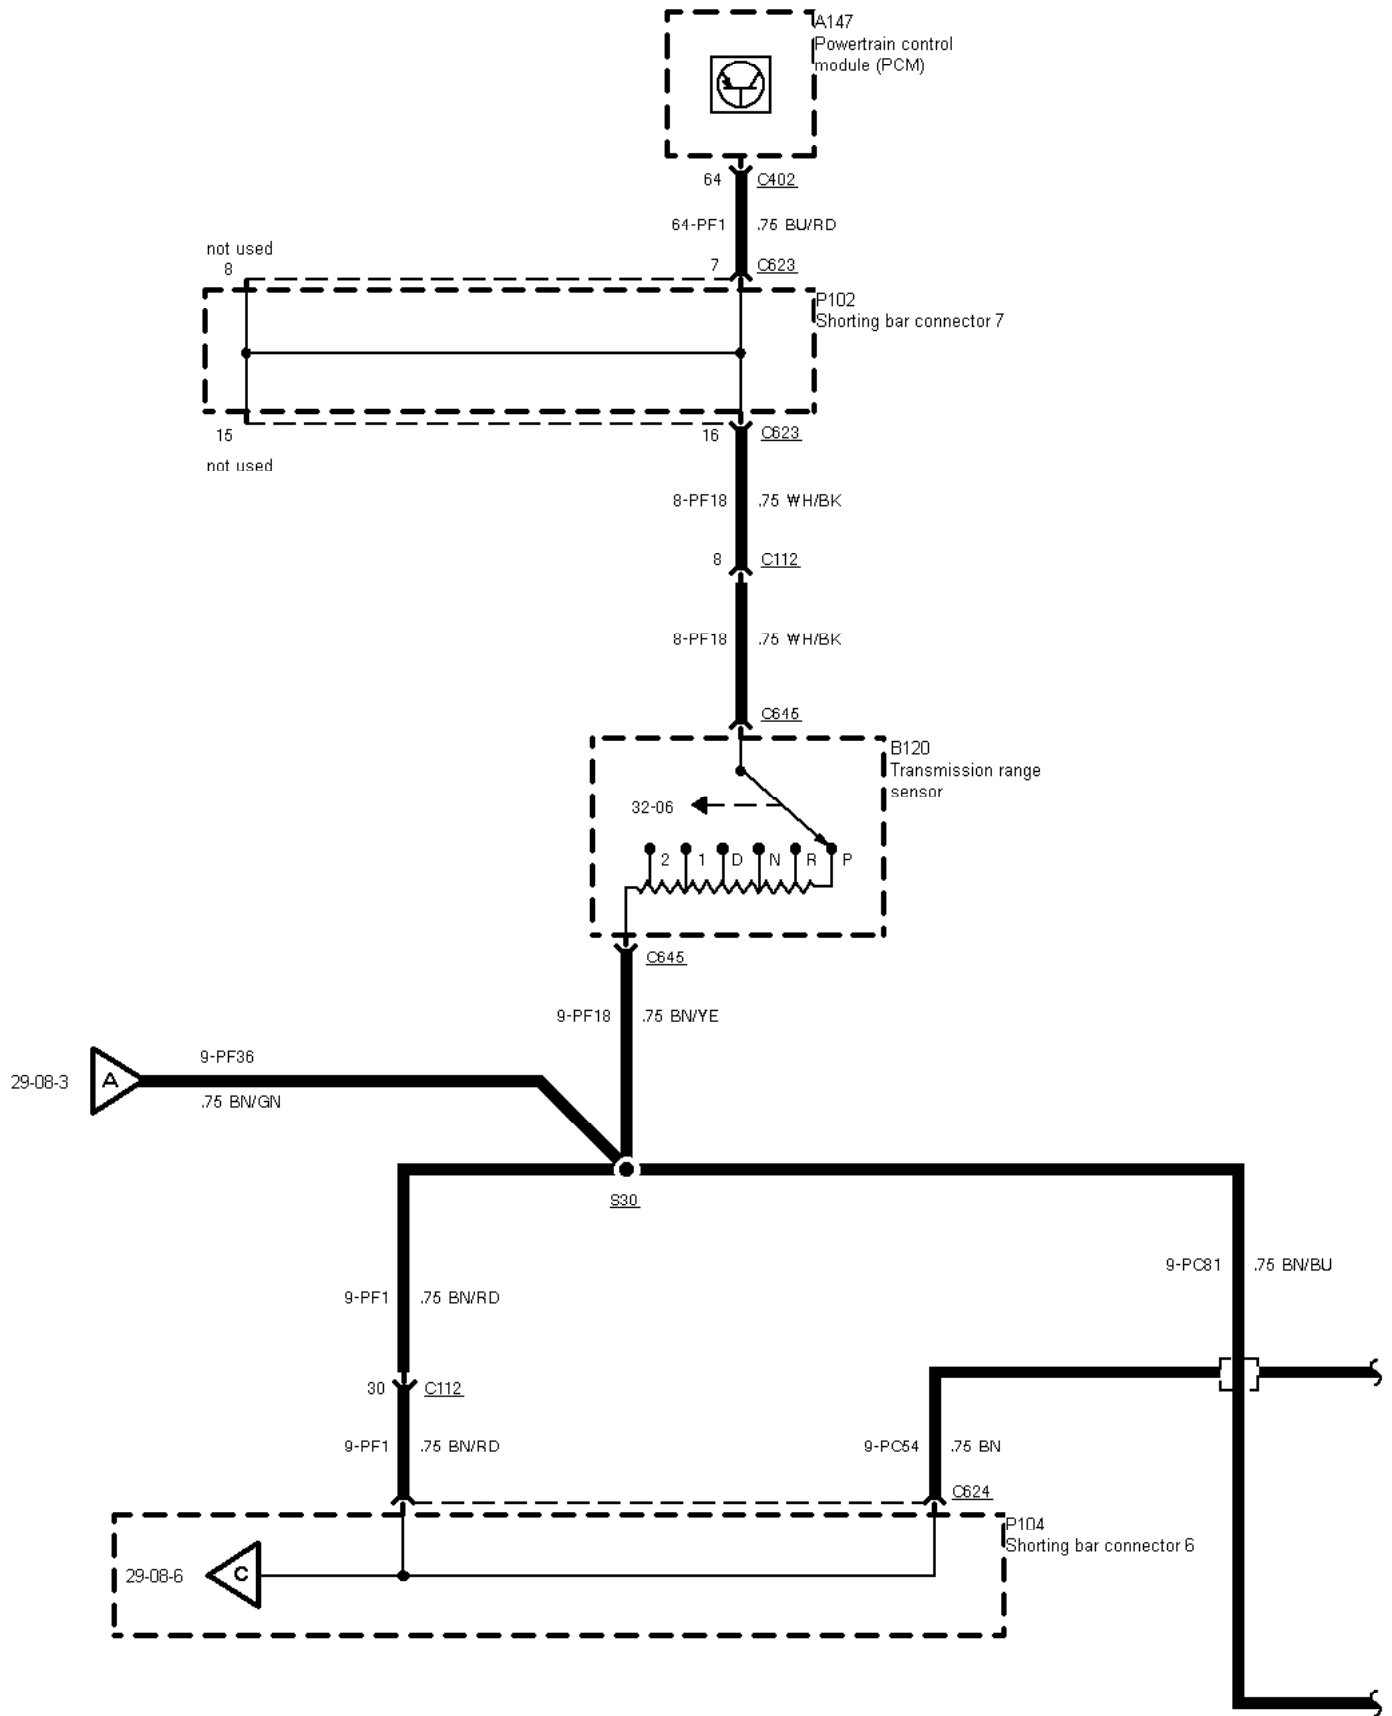 A147
Powertrain control
module (PCM)
64 C402
64-PF1 .75 BU/RD
not used
8 7 C623
P102
Shorting bar connector 7
15 16 C623
not used
8-PF18 .75 WH/BK
8 C112
8-PF18 .75 WH/BK
C645
B120
Transmission range
sensor
32-06
2 1 D N R P
C645
9-PF18 .75 BN/YE
9-PF36
29-08-3 A
.75 BN/GN
S30
9-PC81 .75 BN/BU
9-PF1 .75 BN/RD
30 C112
9-PF1 .75 BN/RD 9-PC54 .75 BN
C624
P104
Shorting bar connector 6
29-08-6 C